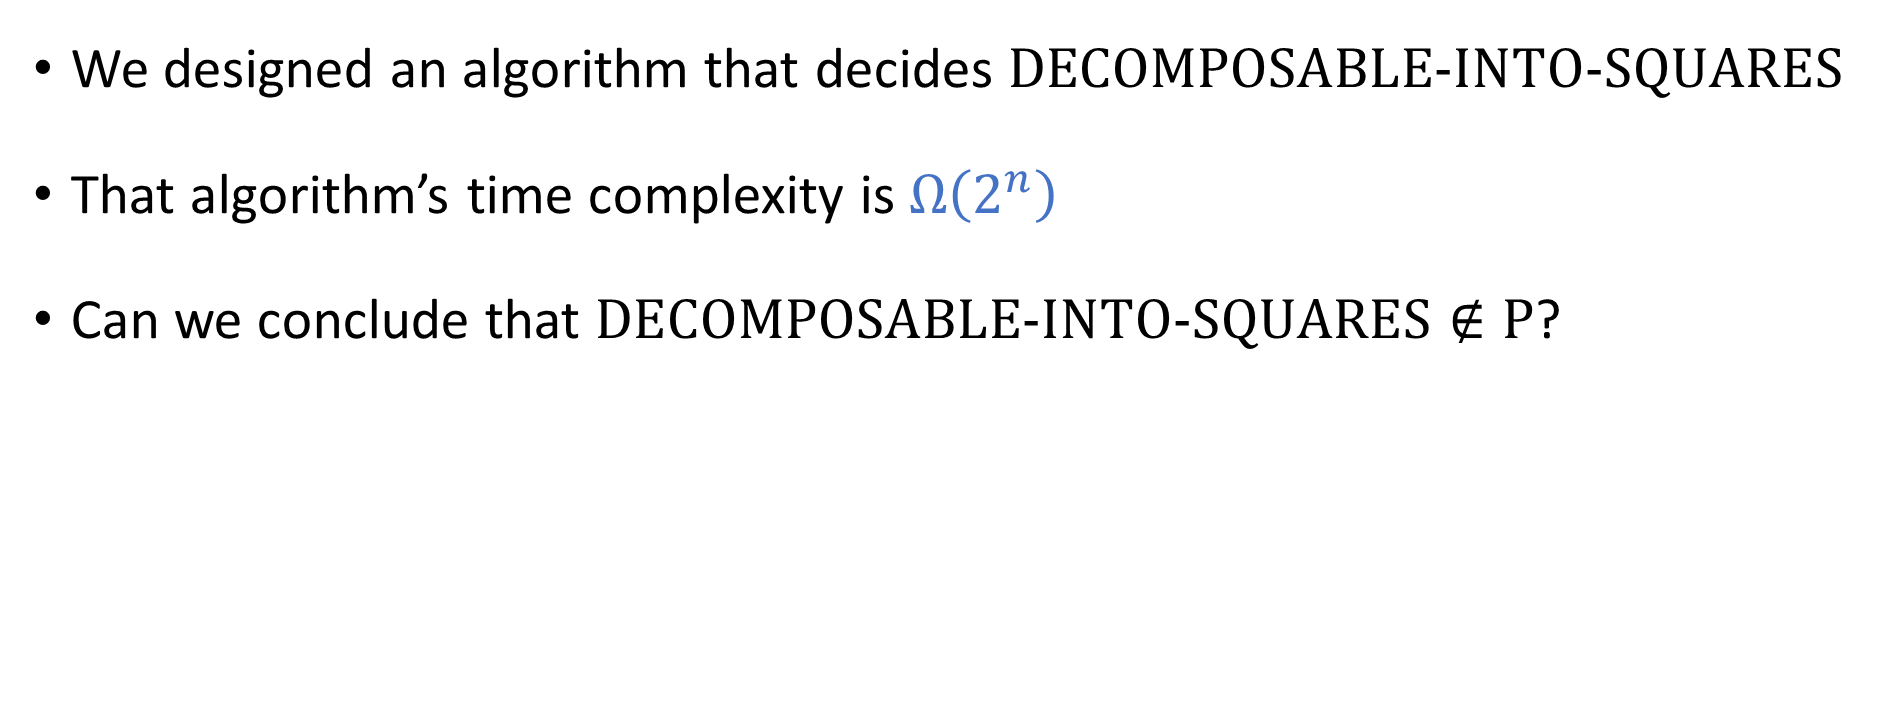 • We designed an algorithm that decides DECOMPOSABLE-INTO-SQUARES
• That algorithm’s time complexity is Ω(2ⁿ)
• Can we conclude that DECOMPOSABLE-INTO-SQUARES ∉ P?